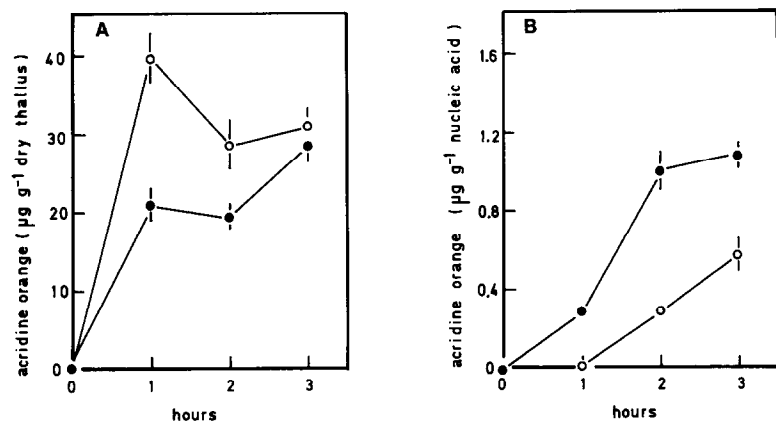 A
40
30
20
10
0
0 1 2 3
hours
acridine orange ( µg g⁻¹ dry thallus )
B
1.6
1.2
0.8
0.4
0
0 1 2 3
hours
acridine orange ( µg g⁻¹ nucleic acid )